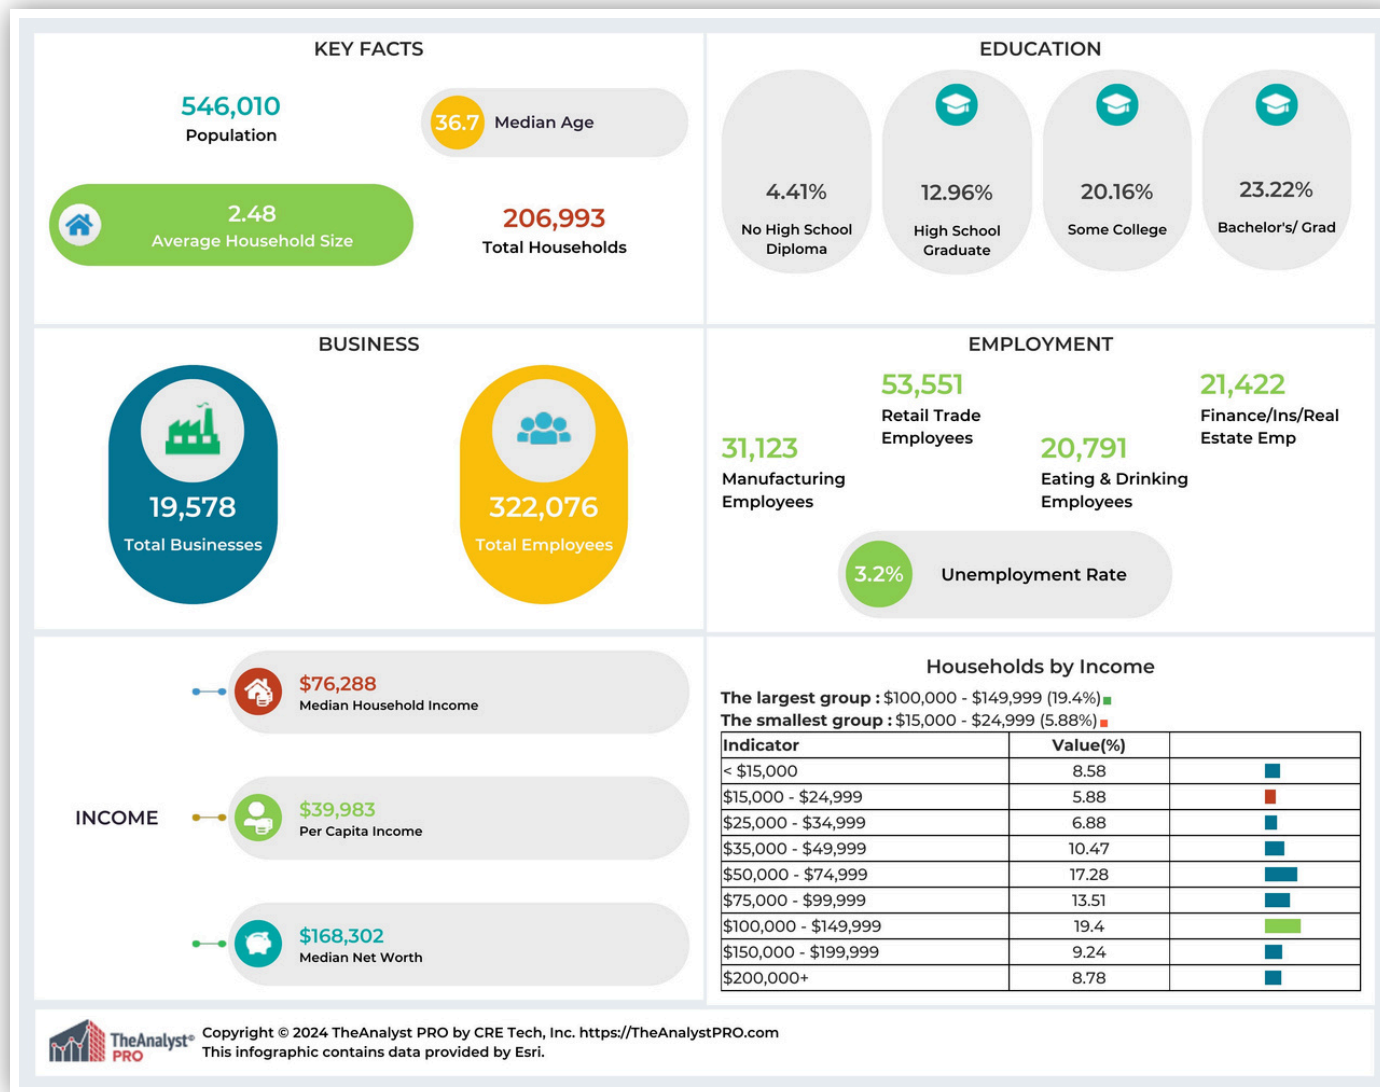 KEY FACTS
546,010
Population
36.7 Median Age
2.48
Average Household Size
206,993
Total Households
EDUCATION
4.41%
No High School
Diploma
12.96%
High School
Graduate
20.16%
Some College
23.22%
Bachelor's/ Grad
BUSINESS
19,578
Total Businesses
322,076
Total Employees
EMPLOYMENT
31,123
Manufacturing
Employees
53,551
Retail Trade
Employees
20,791
Eating & Drinking
Employees
21,422
Finance/Ins/Real
Estate Emp
3.2% Unemployment Rate
INCOME
$76,288
Median Household Income
$39,983
Per Capita Income
$168,302
Median Net Worth
Households by Income
The largest group : $100,000 - $149,999 (19.4%)
The smallest group : $15,000 - $24,999 (5.88%)
Indicator Value(%)
< $15,000 8.58
$15,000 - $24,999 5.88
$25,000 - $34,999 6.88
$35,000 - $49,999 10.47
$50,000 - $74,999 17.28
$75,000 - $99,999 13.51
$100,000 - $149,999 19.4
$150,000 - $199,999 9.24
$200,000+ 8.78
TheAnalyst®
PRO
Copyright © 2024 TheAnalyst PRO by CRE Tech, Inc. https://TheAnalystPRO.com
This infographic contains data provided by Esri.